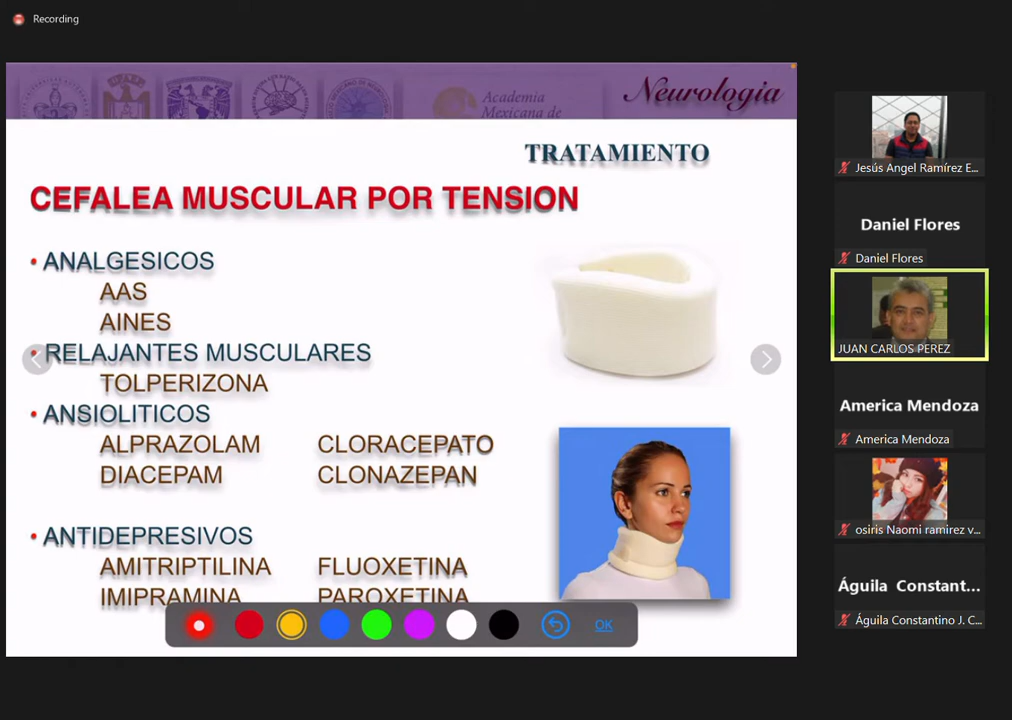 Recording
Academia
Mexicana de
Neurologia
TRATAMIENTO
CEFALEA MUSCULAR POR TENSION
• ANALGESICOS
AAS
AINES
• RELAJANTES MUSCULARES
TOLPERIZONA
• ANSIOLITICOS
ALPRAZOLAM CLORACEPATO
DIACEPAM CLONAZEPAN
• ANTIDEPRESIVOS
AMITRIPTILINA FLUOXETINA
IMIPRAMINA PAROXETINA
OK
Jesús Angel Ramírez E...
Daniel Flores
Daniel Flores
JUAN CARLOS PEREZ
America Mendoza
America Mendoza
osiris Naomi ramirez v...
Águila Constant...
Águila Constantino J. C...